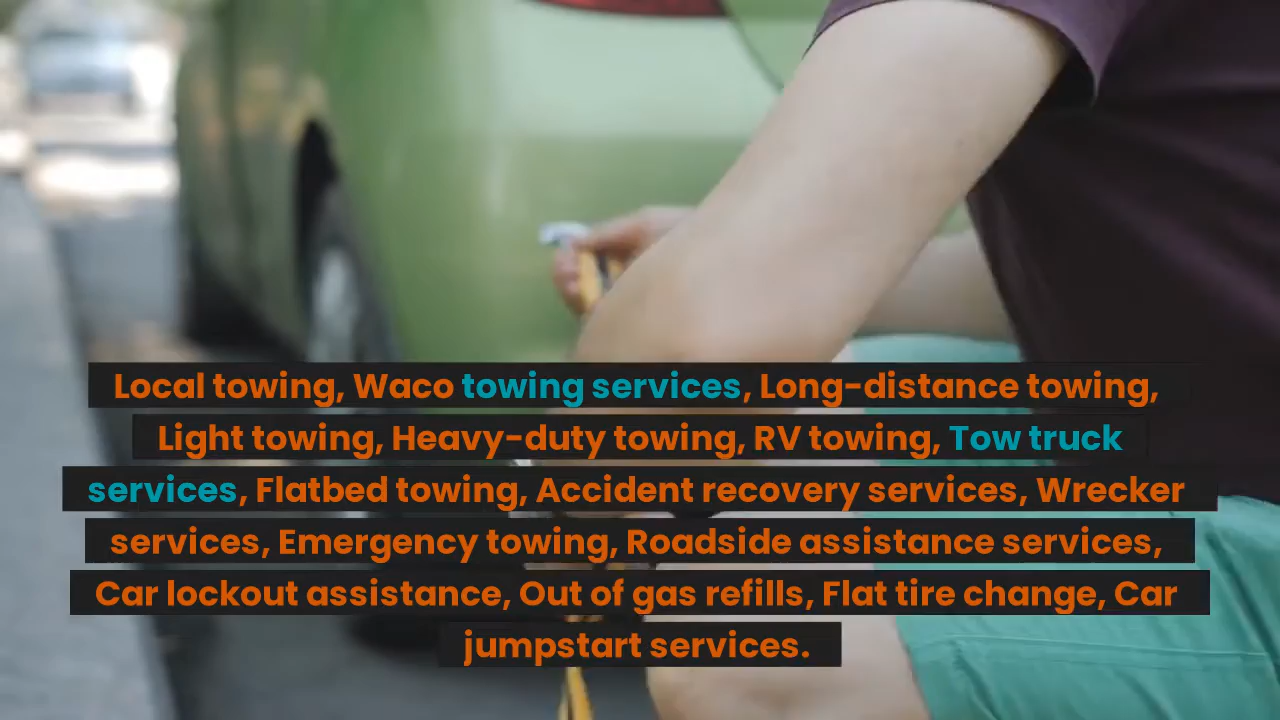 Local towing, Waco towing services, Long-distance towing,
Light towing, Heavy-duty towing, RV towing, Tow truck
services, Flatbed towing, Accident recovery services, Wrecker
services, Emergency towing, Roadside assistance services,
Car lockout assistance, Out of gas refills, Flat tire change, Car
jumpstart services.